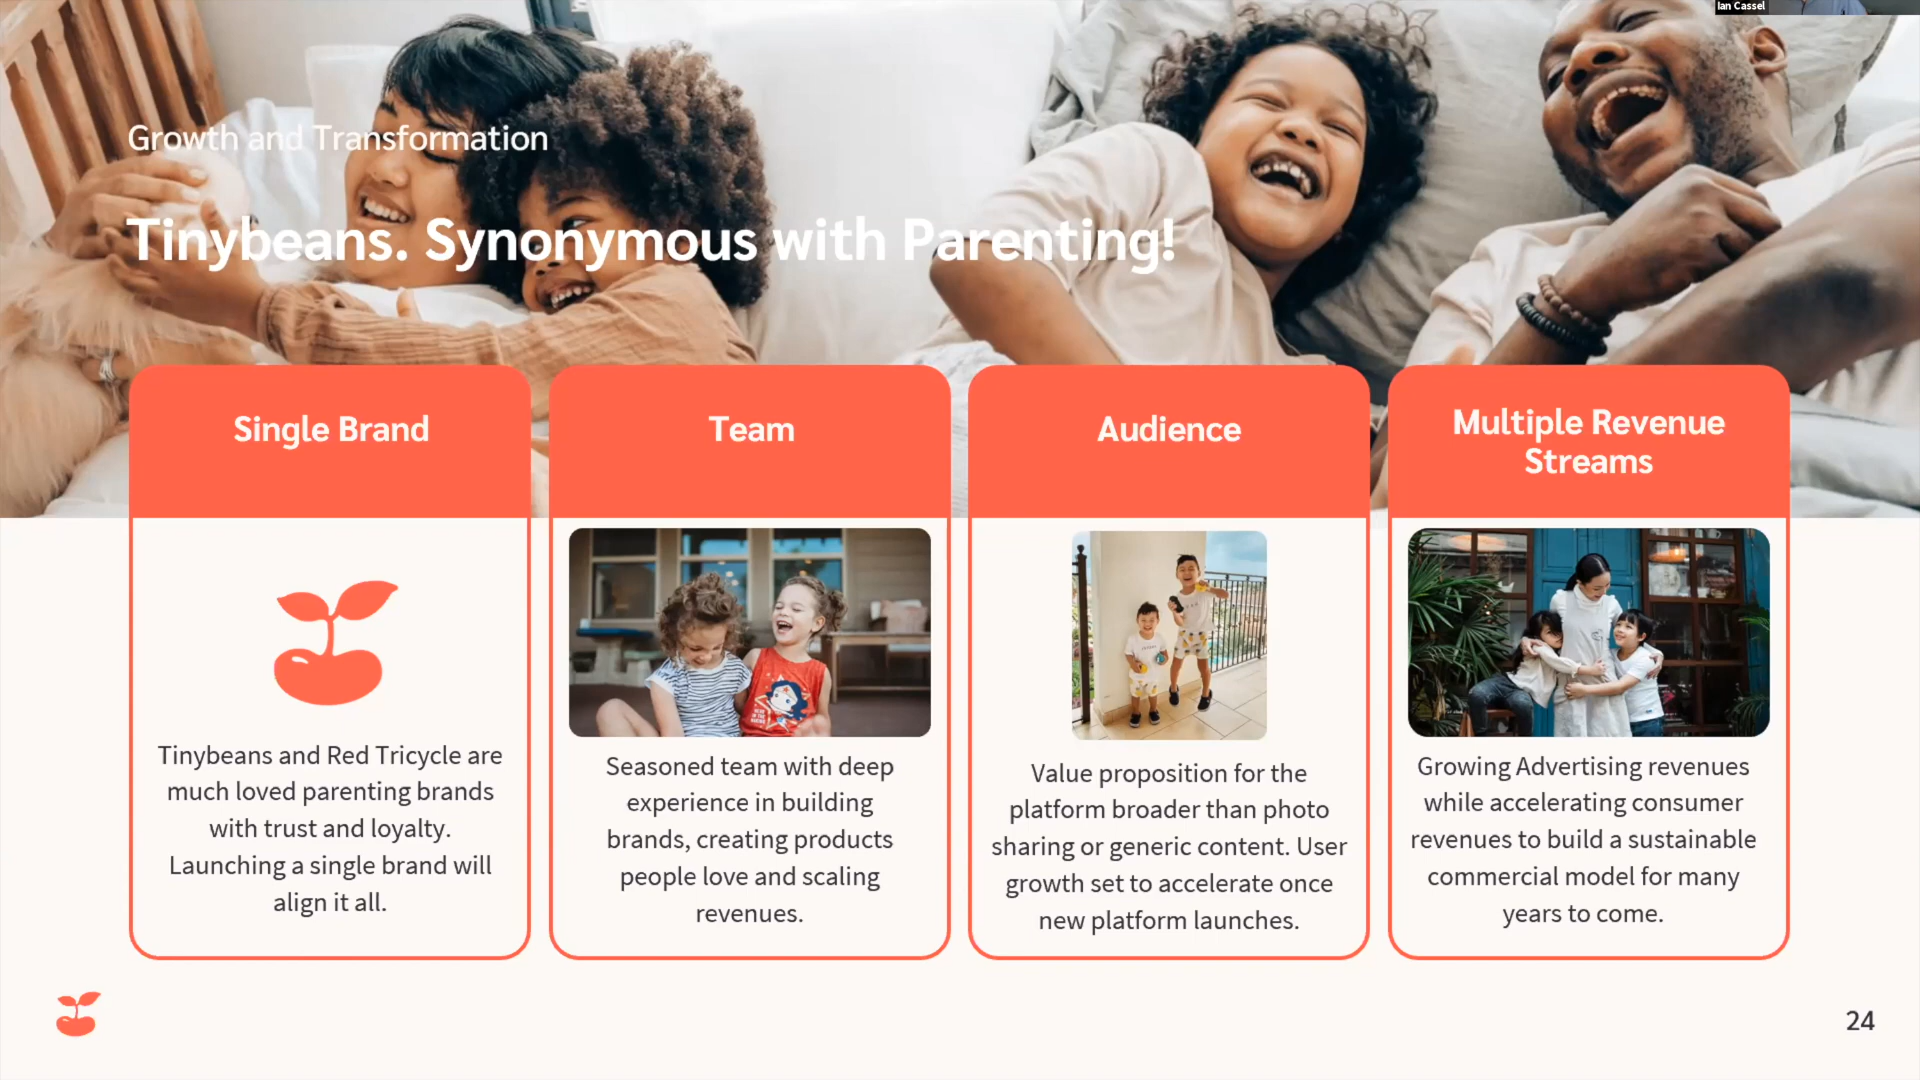 Ian Cassel
Growth and Transformation
Tinybeans. Synonymous with Parenting!
Single Brand
Tinybeans and Red Tricycle are
much loved parenting brands
with trust and loyalty.
Launching a single brand will
align it all.
Team
Seasoned team with deep
experience in building
brands, creating products
people love and scaling
revenues.
Audience
Value proposition for the
platform broader than photo
sharing or generic content. User
growth set to accelerate once
new platform launches.
Multiple Revenue
Streams
Growing Advertising revenues
while accelerating consumer
revenues to build a sustainable
commercial model for many
years to come.
24